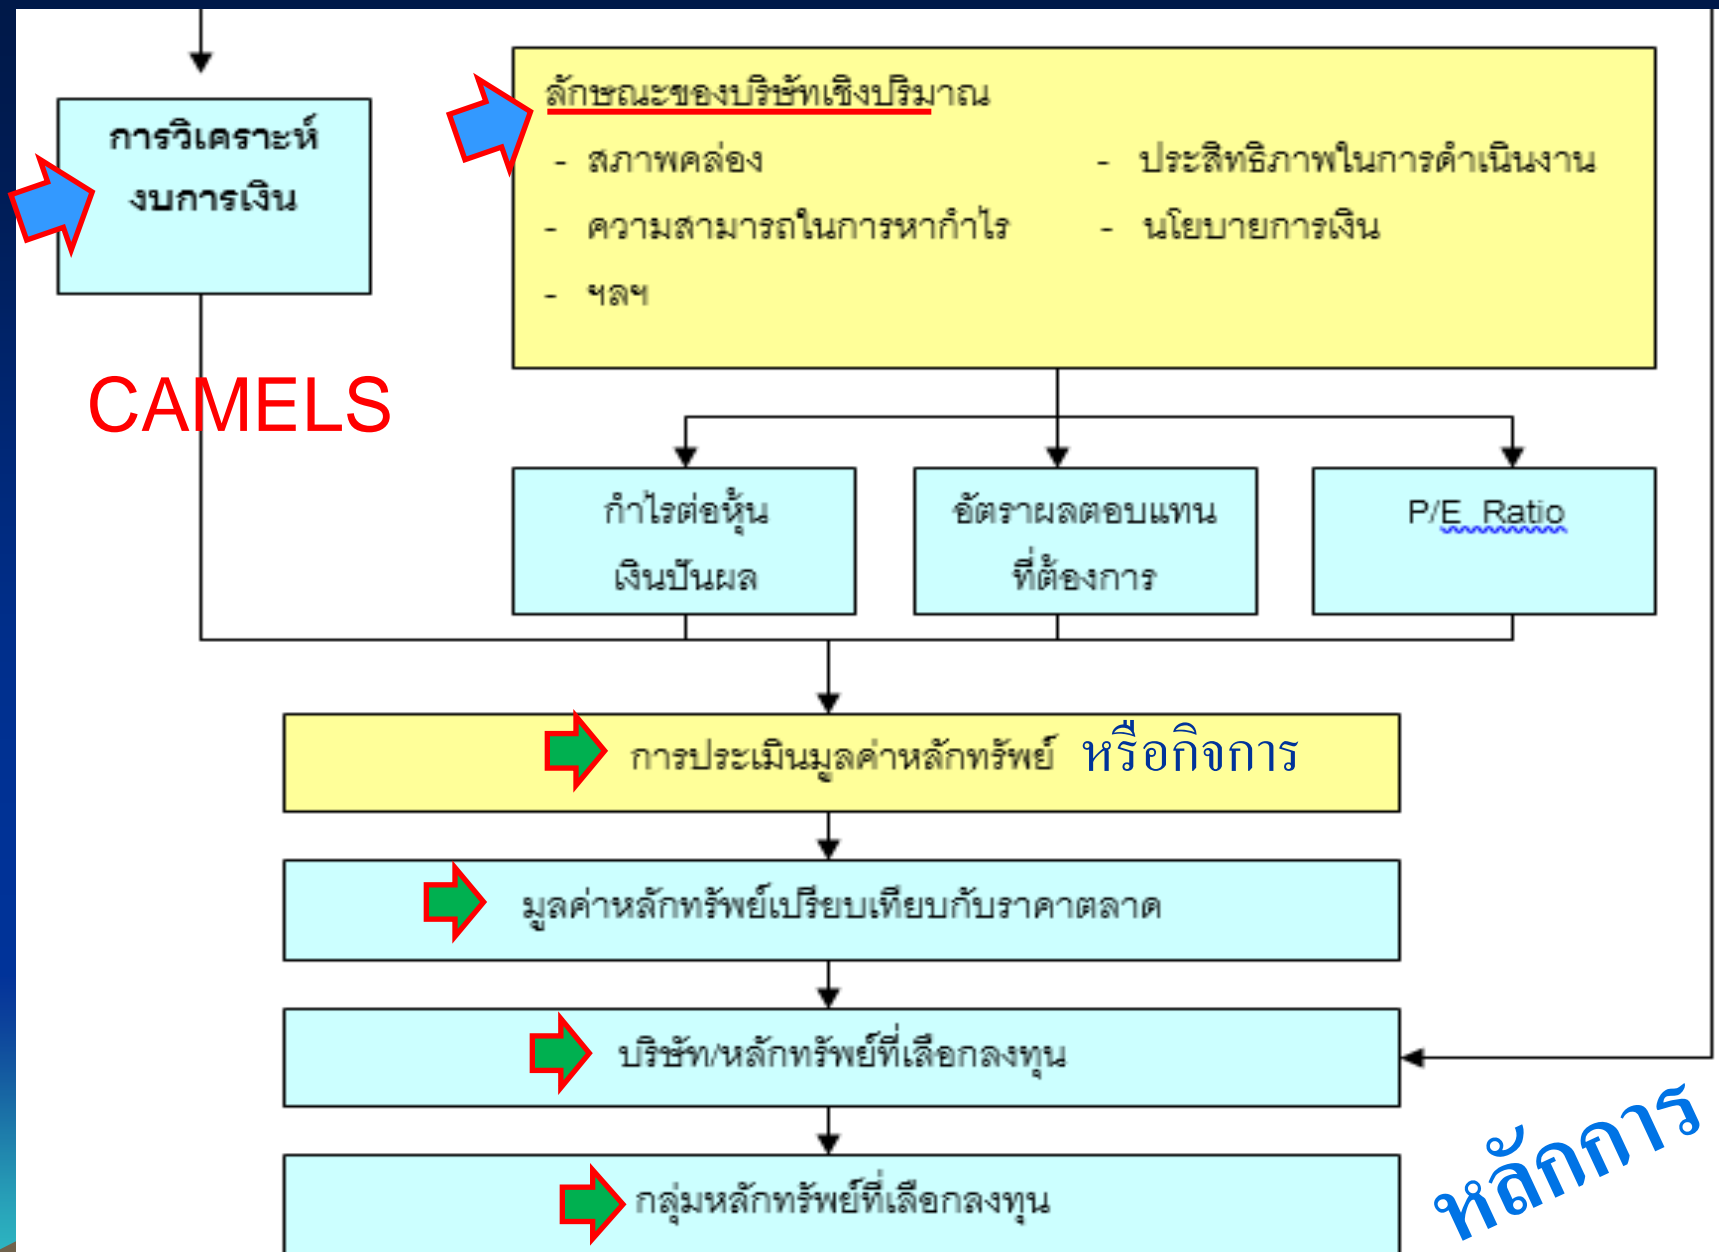 การวิเคราะห์
งบการเงิน
CAMELS
ลักษณะของบริษัทเชิงปริมาณ
- สภาพคล่อง - ประสิทธิภาพในการดำเนินงาน
- ความสามารถในการหากำไร - นโยบายการเงิน
- ฯลฯ
กำไรต่อหุ้น
เงินปันผล
อัตราผลตอบแทน
ที่ต้องการ
P/E Ratio
การประเมินมูลค่าหลักทรัพย์ หรือกิจการ
มูลค่าหลักทรัพย์เปรียบเทียบกับราคาตลาด
บริษัท/หลักทรัพย์ที่เลือกลงทุน
กลุ่มหลักทรัพย์ที่เลือกลงทุน
หลักการ